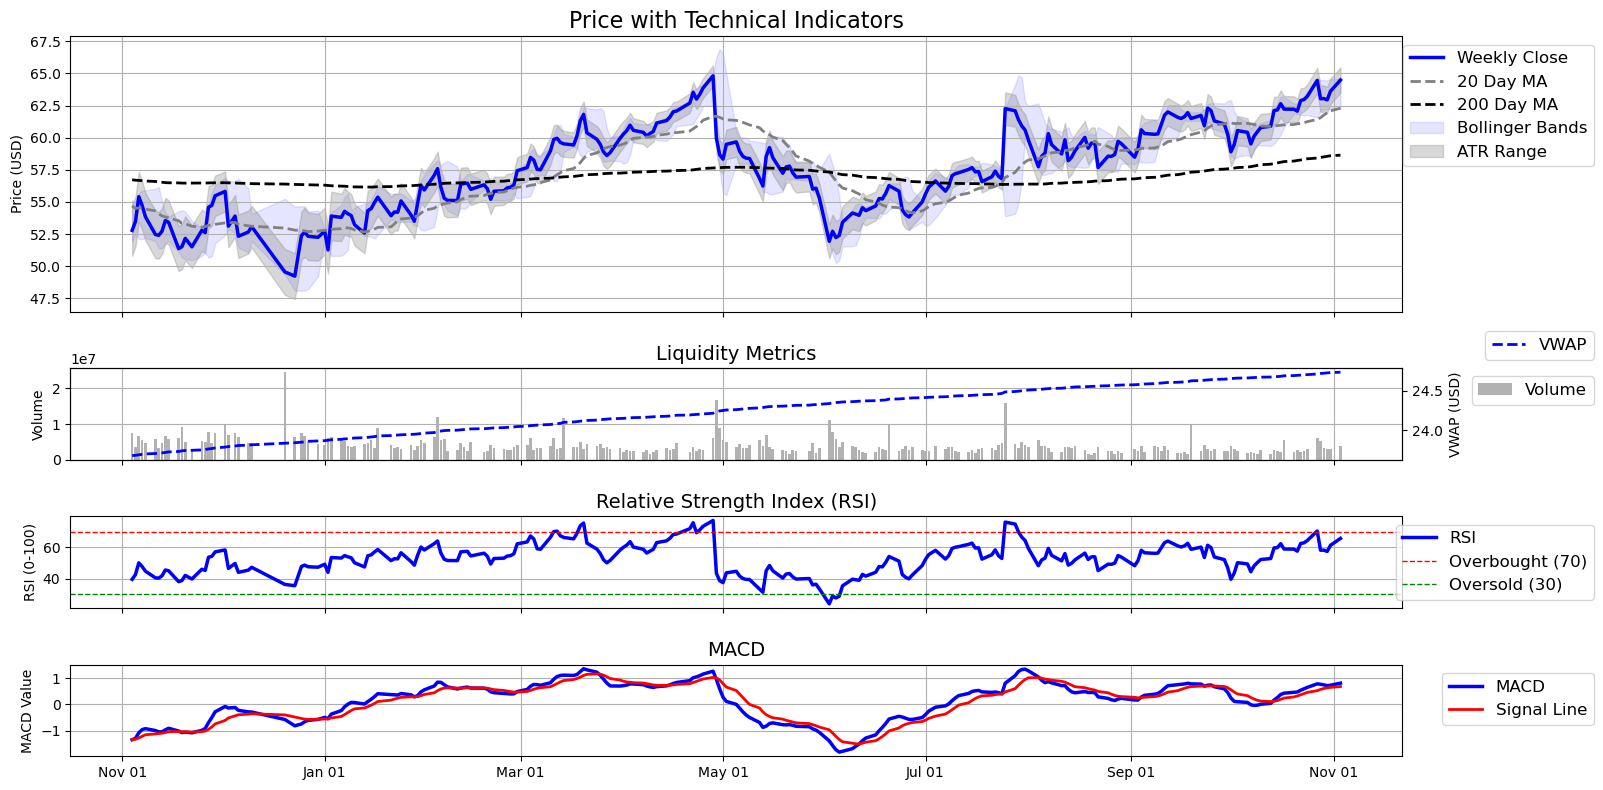 Price with Technical Indicators
Price (USD)
67.5
65.0
62.5
60.0
57.5
55.0
52.5
50.0
47.5
Weekly Close
20 Day MA
200 Day MA
Bollinger Bands
ATR Range
Liquidity Metrics
1e7
Volume
2
1
0
24.5
24.0
VWAP (USD)
VWAP
Volume
Relative Strength Index (RSI)
RSI (0-100)
60
40
RSI
Overbought (70)
Oversold (30)
MACD
MACD Value
1
0
−1
MACD
Signal Line
Nov 01
Jan 01
Mar 01
May 01
Jul 01
Sep 01
Nov 01